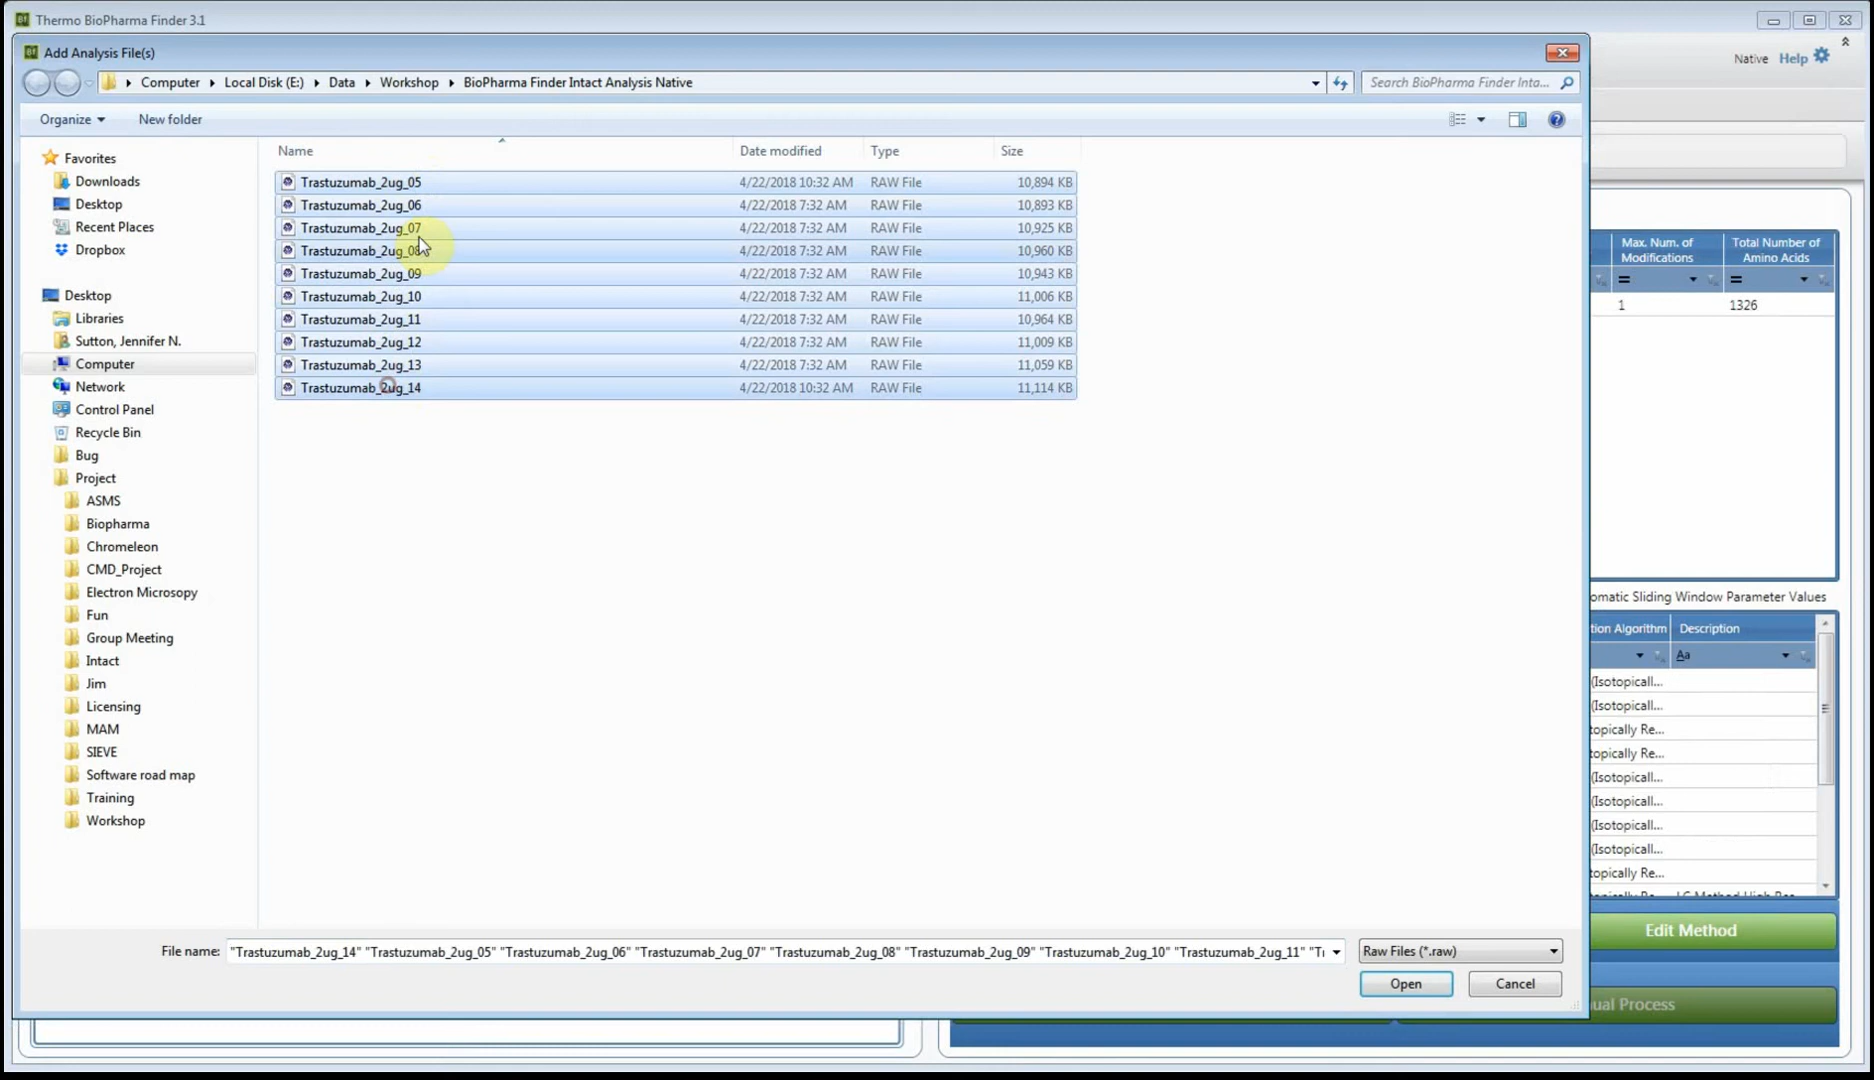 Thermo BioPharma Finder 3.1
Add Analysis File(s)
Computer Local Disk (E:) Data Workshop BioPharma Finder Intact Analysis Native
Search BioPharma Finder Inta...
Native Help
Organize New folder
Name Date modified Type Size
Favorites
Downloads
Desktop
Recent Places
Dropbox
Desktop
Libraries
Sutton, Jennifer N.
Computer
Network
Control Panel
Recycle Bin
Bug
Project
ASMS
Biopharma
Chromeleon
CMD_Project
Electron Microsopy
Fun
Group Meeting
Intact
Jim
Licensing
MAM
SIEVE
Software road map
Training
Workshop
Trastuzumab_2ug_05 4/22/2018 10:32 AM RAW File 10,894 KB
Trastuzumab_2ug_06 4/22/2018 7:32 AM RAW File 10,893 KB
Trastuzumab_2ug_07 4/22/2018 7:32 AM RAW File 10,925 KB
Trastuzumab_2ug_08 4/22/2018 7:32 AM RAW File 10,960 KB
Trastuzumab_2ug_09 4/22/2018 7:32 AM RAW File 10,943 KB
Trastuzumab_2ug_10 4/22/2018 7:32 AM RAW File 11,006 KB
Trastuzumab_2ug_11 4/22/2018 7:32 AM RAW File 10,964 KB
Trastuzumab_2ug_12 4/22/2018 7:32 AM RAW File 11,009 KB
Trastuzumab_2ug_13 4/22/2018 7:32 AM RAW File 11,059 KB
Trastuzumab_2ug_14 4/22/2018 10:32 AM RAW File 11,114 KB
File name: "Trastuzumab_2ug_14" "Trastuzumab_2ug_05" "Trastuzumab_2ug_06" "Trastuzumab_2ug_07" "Trastuzumab_2ug_08" "Trastuzumab_2ug_09" "Trastuzumab_2ug_10" "Trastuzumab_2ug_11" "Tr
Raw Files (*.raw)
Open Cancel
Max. Num. of Total Number of
Modifications Amino Acids
= =
1 1326
omatic Sliding Window Parameter Values
tion Algorithm Description
Aa
(Isotopicall...
(Isotopicall...
topically Re...
topically Re...
(Isotopicall...
(Isotopicall...
(Isotopicall...
(Isotopicall...
topically Re...
Edit Method
ual Process